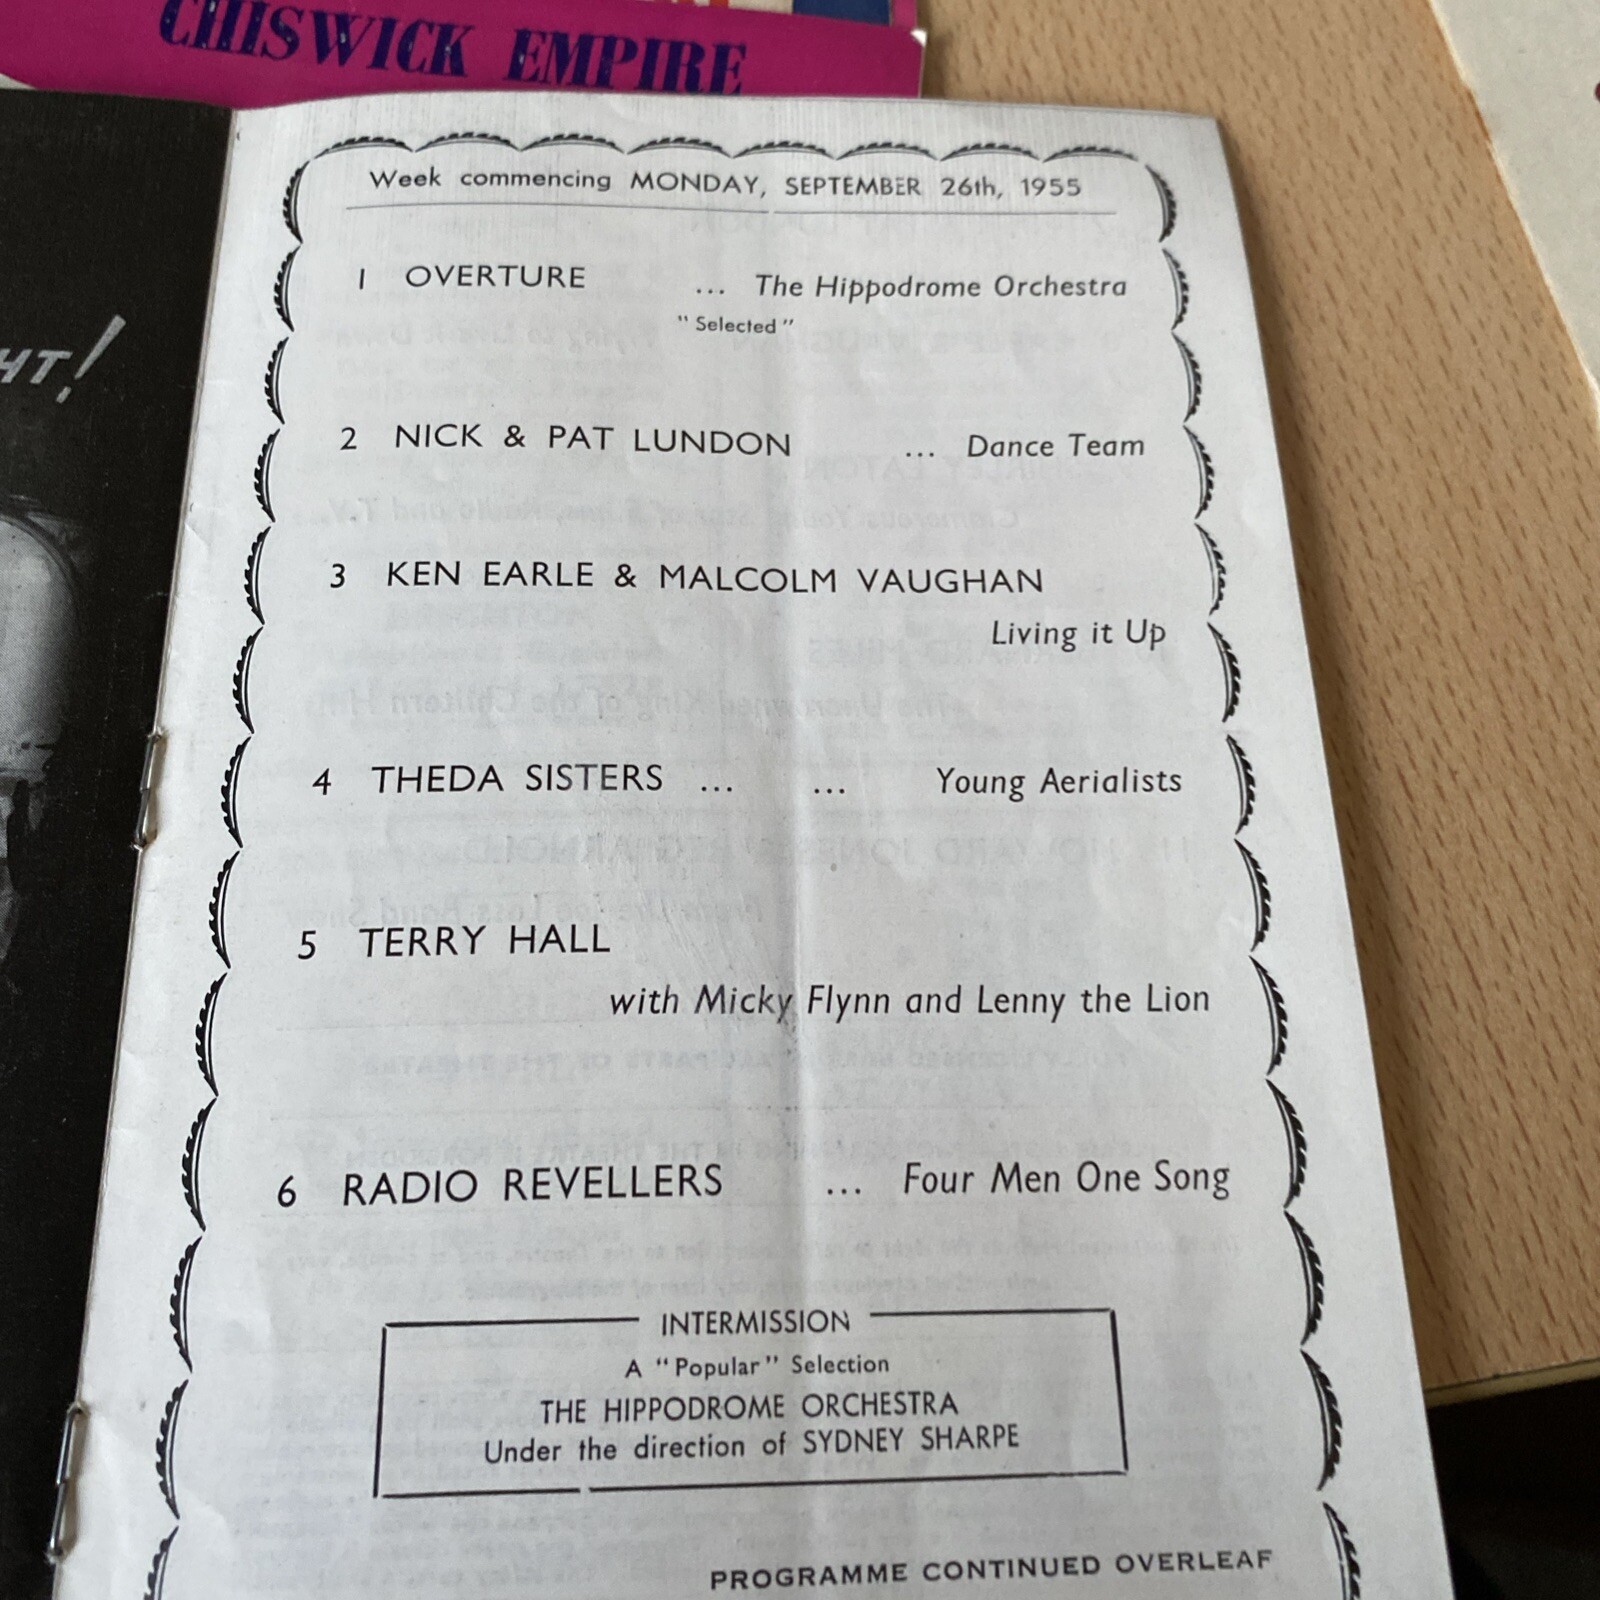 CHISWICK EMPIRE
HT!
Week commencing MONDAY, SEPTEMBER 26th, 1955
1 OVERTURE ... The Hippodrome Orchestra
"Selected"
2 NICK & PAT LUNDON ... Dance Team
3 KEN EARLE & MALCOLM VAUGHAN
Living it Up
4 THEDA SISTERS ... ... Young Aerialists
5 TERRY HALL
with Micky Flynn and Lenny the Lion
6 RADIO REVELLERS ... Four Men One Song
INTERMISSION
A "Popular" Selection
THE HIPPODROME ORCHESTRA
Under the direction of SYDNEY SHARPE
PROGRAMME CONTINUED OVERLEAF